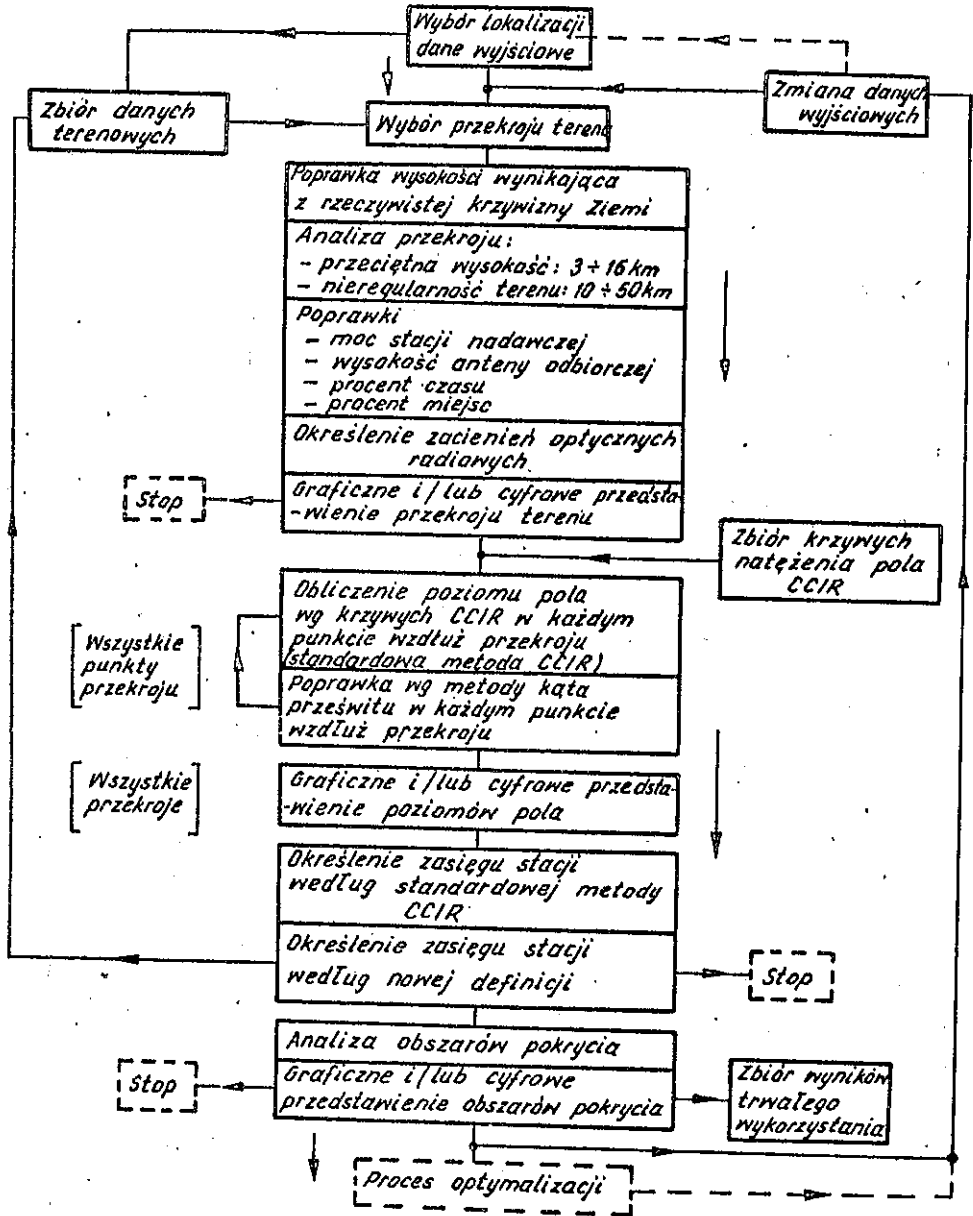 Wybór lokalizacji
dane wyjściowe
Zbiór danych
terenowych
Wybór przekroju terenu
Zmiana danych
wyjściowych
Poprawka wysokości wynikająca
z rzeczywistej krzywizny Ziemi
Analiza przekroju:
- przeciętna wysokość: 3 ÷ 16 km
- nieregularność terenu: 10 ÷ 50 km
Poprawki
- moc stacji nadawczej
- wysokość anteny odbiorczej
- procent czasu
- procent miejsc
Określenie zacienień optycznych
radiowych
Stop
Graficzne i/lub cyfrowe przedsta-
-wienie przekroju terenu
Zbiór krzywych
natężenia pola
CCIR
Obliczenie poziomu pola
wg krzywych CCIR w każdym
punkcie wzdłuż przekroju
(standardowa metoda CCIR)
[Wszystkie
punkty
przekroju]
Poprawka wg metody kąta
prześwitu w każdym punkcie
wzdłuż przekroju
[Wszystkie
przekroje]
Graficzne i/lub cyfrowe przedsta-
-wienie poziomów pola
Określenie zasięgu stacji
według standardowej metody
CCIR
Określenie zasięgu stacji
według nowej definicji
Stop
Analiza obszarów pokrycia
Stop
Graficzne i/lub cyfrowe
przedstawienie obszarów pokrycia
Zbiór wyników
trwałego
wykorzystania
Proces optymalizacji